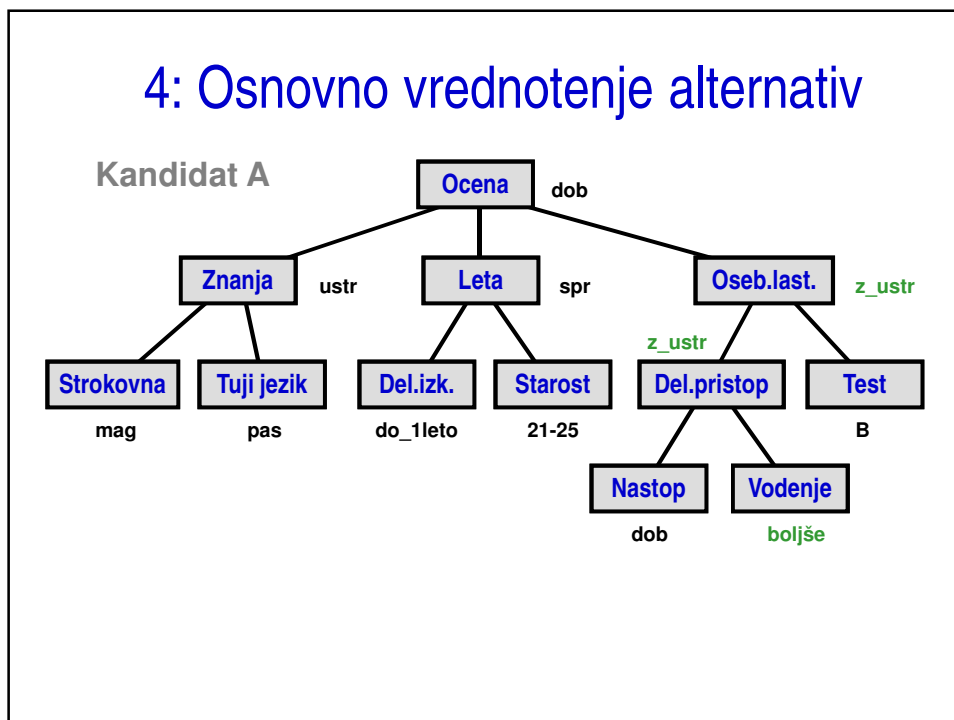 4: Osnovno vrednotenje alternativ
Kandidat A
Ocena dob
Znanja ustr Leta spr Oseb.last. z_ustr
z_ustr
Strokovna Tuji jezik Del.izk. Starost Del.pristop Test
mag pas do_1leto 21-25 B
Nastop Vodenje
dob boljše